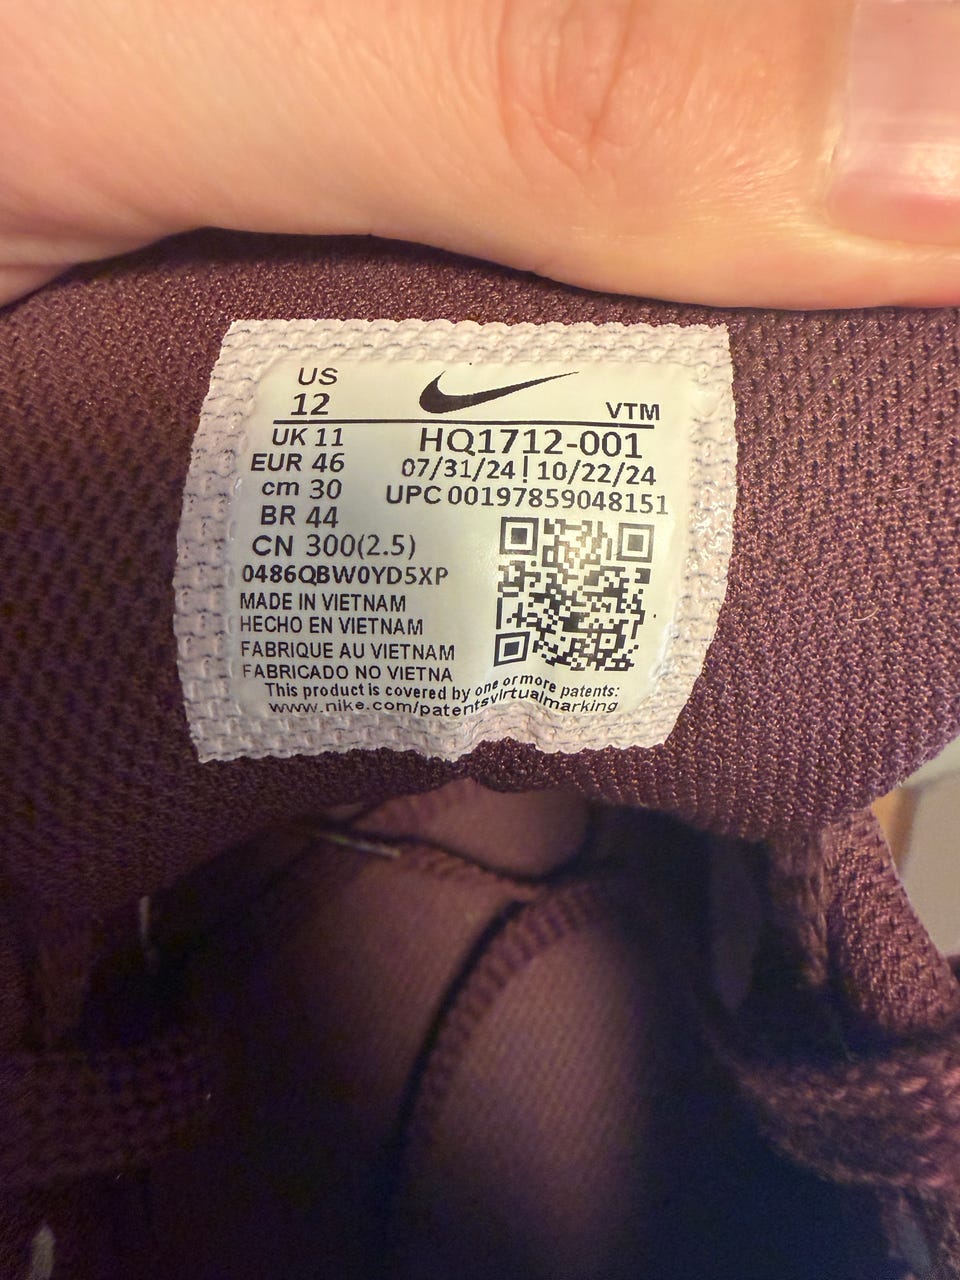 US
12
VTM
UK 11
HQ1712-001
EUR 46
07/31/24 | 10/22/24
cm 30
UPC 00197859048151
BR 44
CN 300(2.5)
0486QBW0YD5XP
MADE IN VIETNAM
HECHO EN VIETNAM
FABRIQUE AU VIETNAM
FABRICADO NO VIETNA
This product is covered by one or more patents:
www.nike.com/patentsvirtualmarking